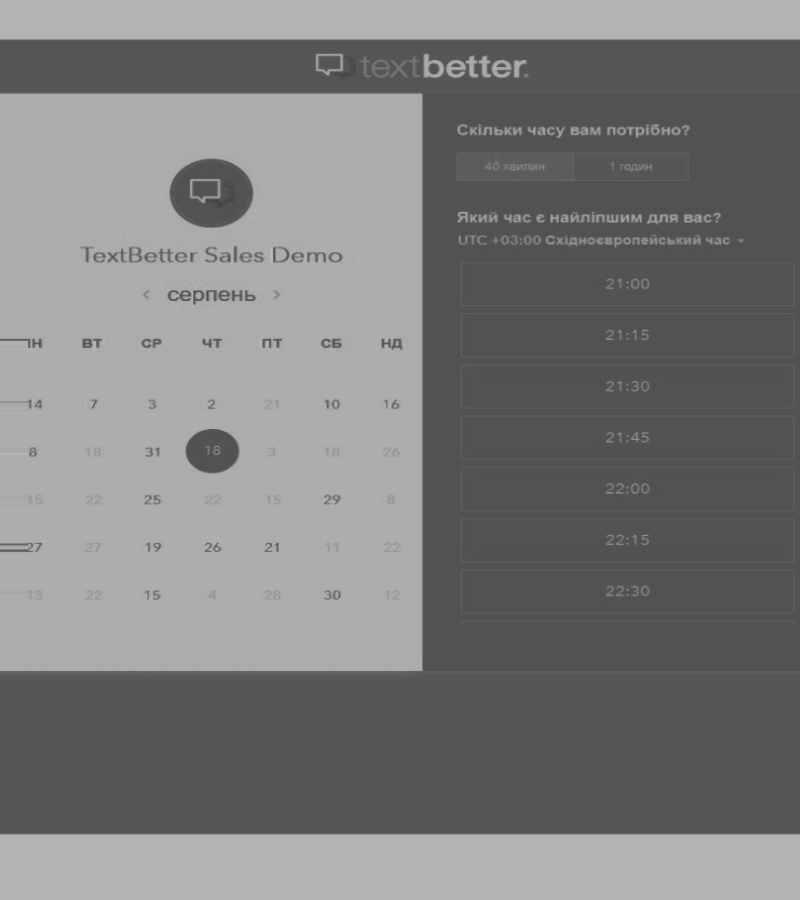 textbetter.
TextBetter Sales Demo
< серпень >
ПН ВТ СР ЧТ ПТ СБ НД
14 7 3 2 21 10 16
8 18 31 18 3 18 26
15 22 25 22 15 29 8
27 27 19 26 21 11 22
13 22 15 4 28 30 12
Скільки часу вам потрібно?
40 хвилин 1 годин
Який час є найліпшим для вас?
UTC +03:00 Східноєвропейський час
21:00
21:15
21:30
21:45
22:00
22:15
22:30